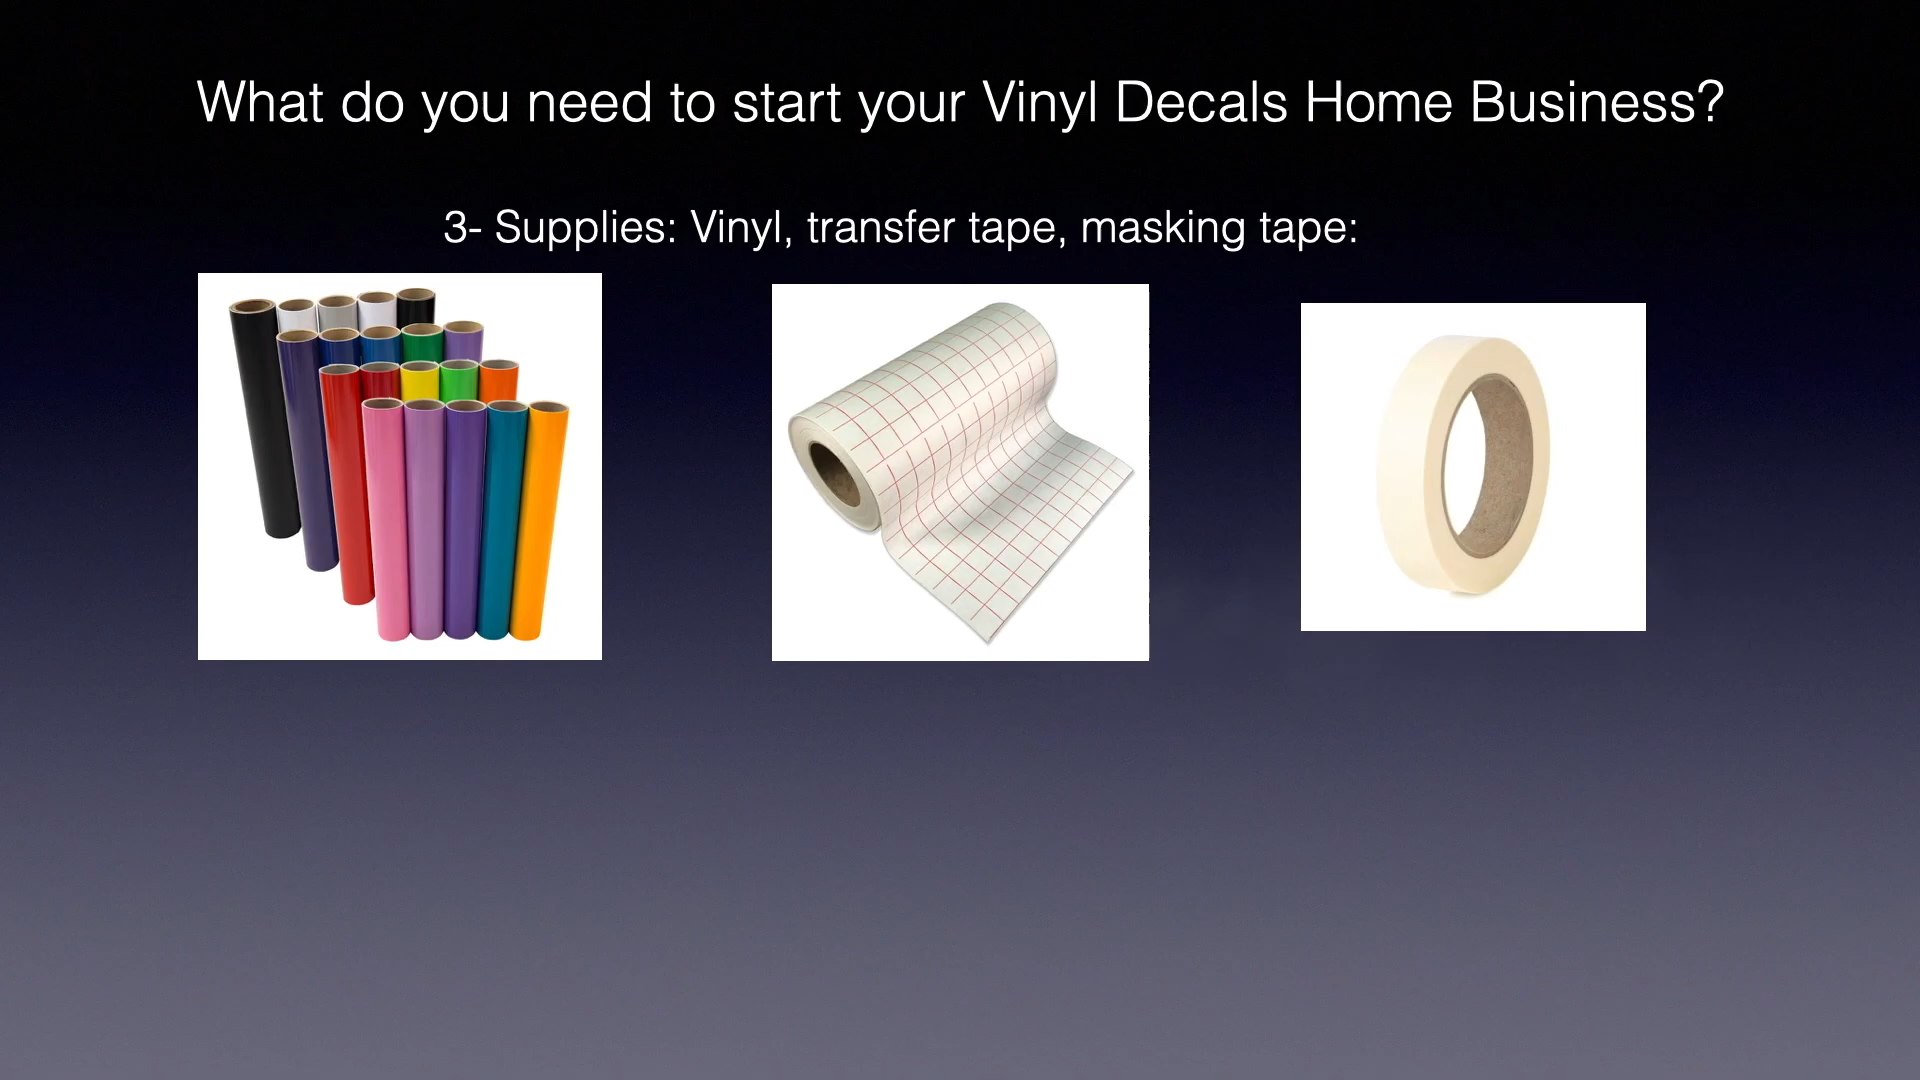 What do you need to start your Vinyl Decals Home Business?
3- Supplies: Vinyl, transfer tape, masking tape: